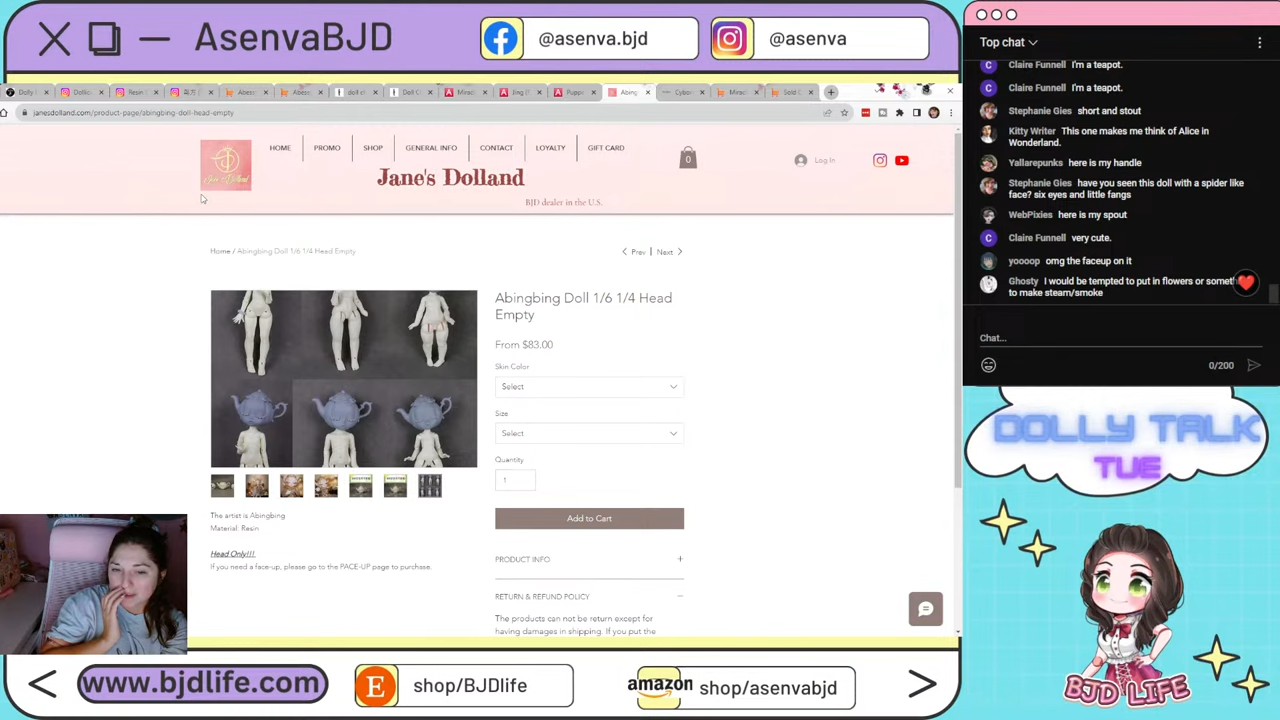 AsenvaBJD
@asenva.bjd
@asenva
janesdolland.com/product-page/abingbing-doll-head-empty
HOME
PROMO
SHOP
GENERAL INFO
CONTACT
LOYALTY
GIFT CARD
0
Log In
Jane's Dolland
BJD dealer in the U.S.
Home / Abingbing Doll 1/6 1/4 Head Empty
Prev | Next
Abingbing Doll 1/6 1/4 Head
Empty
From $83.00
Skin Color
Select
Size
Select
Quantity
1
Add to Cart
The artist is Abingbing
Material: Resin
Head Only!!!
If you need a face-up, please go to the PACE-UP page to purchase.
PRODUCT INFO
RETURN & REFUND POLICY
The products can not be return except for
having damages in shipping. If you put the
Top chat
Claire Funnell I'm a teapot.
Claire Funnell I'm a teapot.
Stephanie Gies short and stout
Kitty Writer This one makes me think of Alice in
Wonderland.
Yallarepunks here is my handle
Stephanie Gies have you seen this doll with a spider like
face? six eyes and little fangs
WebPixies here is my spout
Claire Funnell very cute.
yoooop omg the faceup on it
Ghosty I would be tempted to put in flowers or somet
to make steam/smoke
Chat...
0/200
DOLLY TALK
TUE
BJD LIFE
www.bjdlife.com
shop/BJDlife
amazon
shop/asenvabjd